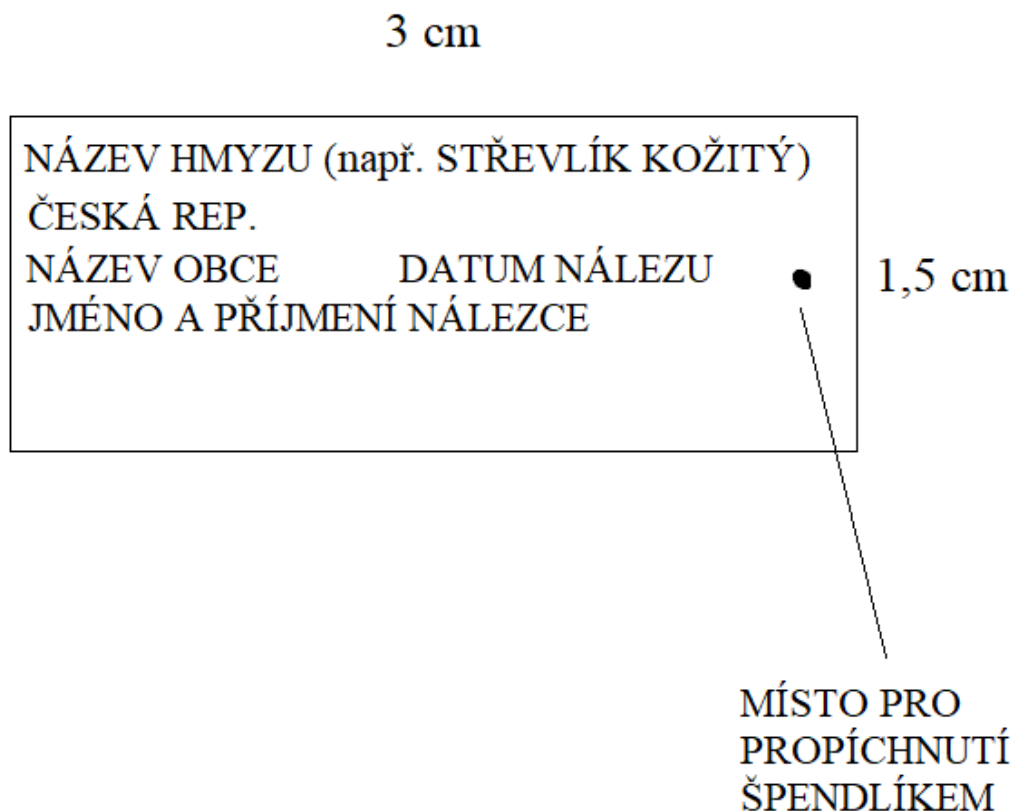 3 cm
NÁZEV HMYZU (např. STŘEVLÍK KOŽITÝ)
ČESKÁ REP.
NÁZEV OBCE DATUM NÁLEZU
1,5 cm
JMÉNO A PŘÍJMENÍ NÁLEZCE
MÍSTO PRO
PROPÍCHNUTÍ
ŠPENDLÍKEM